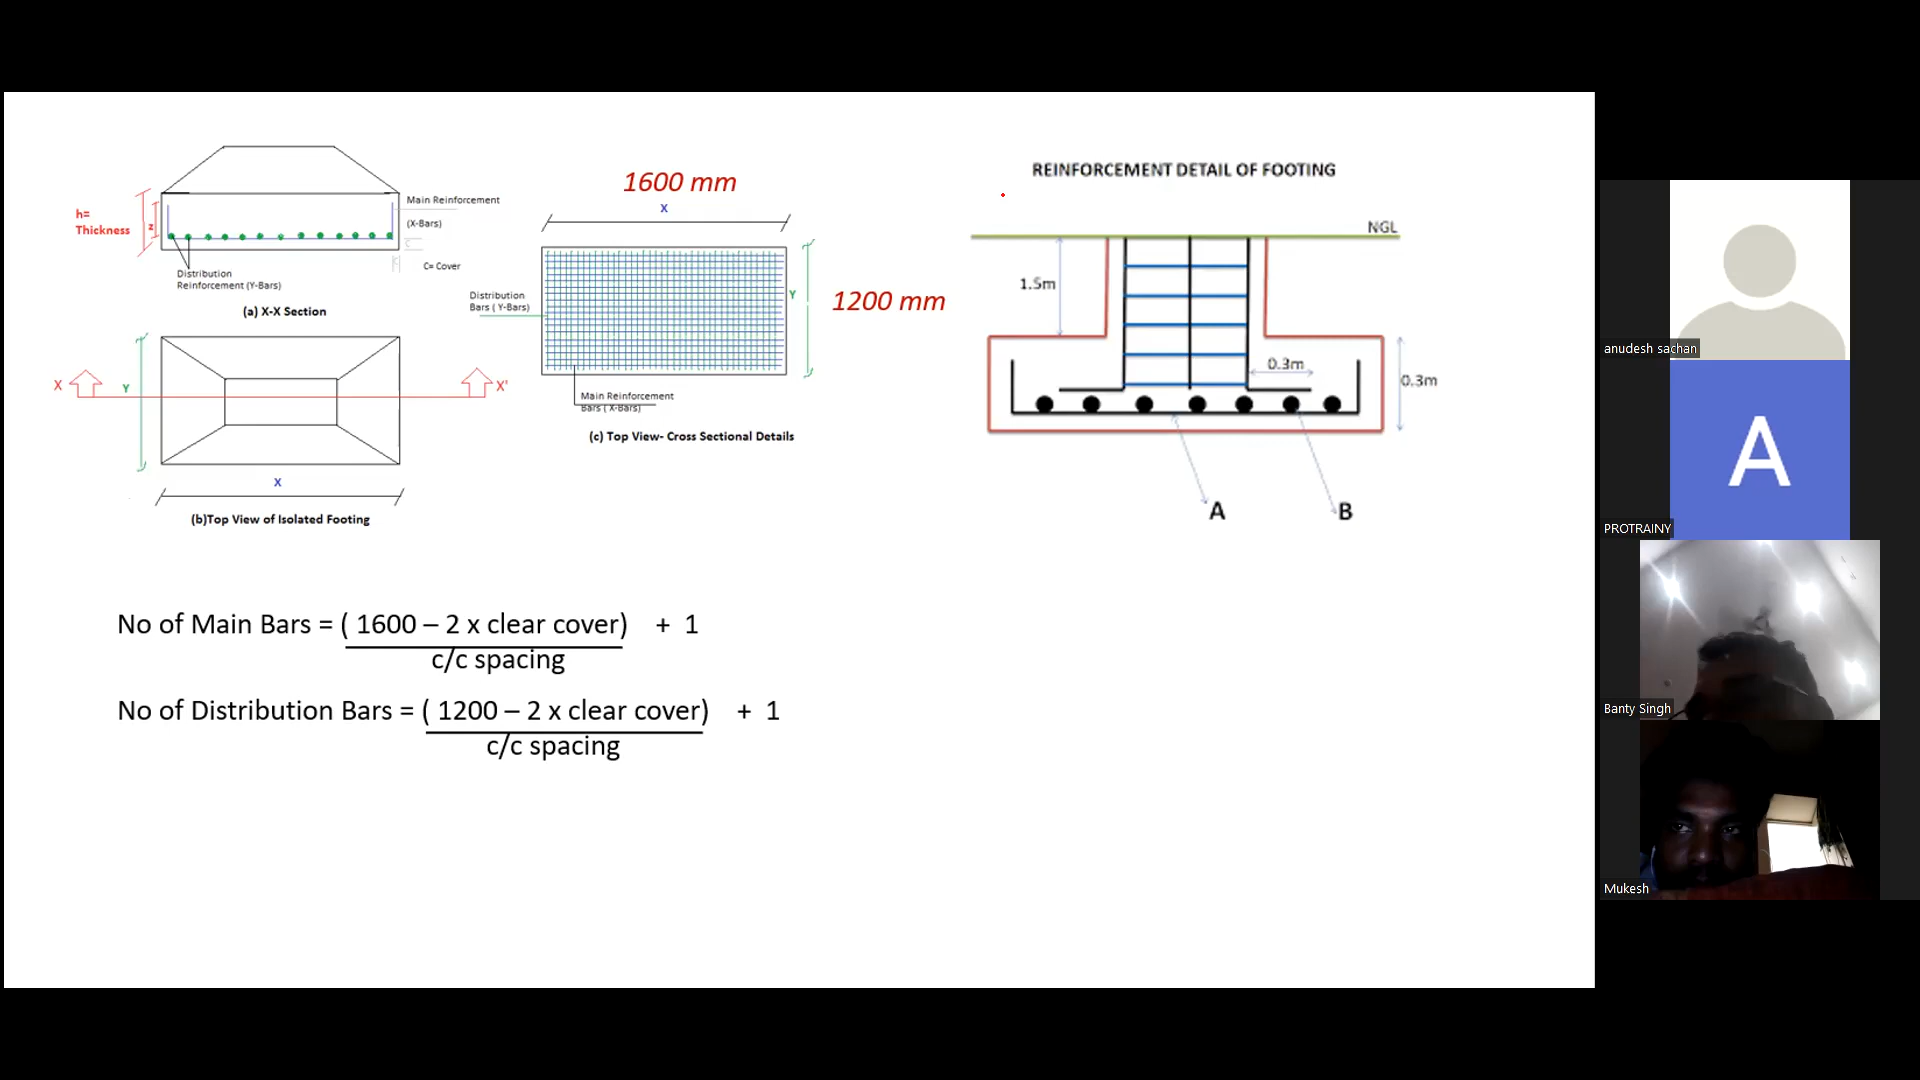 REINFORCEMENT DETAIL OF FOOTING
1600 mm
X
Main Reinforcement
(X-Bars)
h=
Thickness
z
C
C
C= Cover
Distribution
Reinforcement (Y-Bars)
(a) X-X Section
Distribution
Bars ( Y-Bars)
Y
1200 mm
Main Reinforcement
Bars ( X-Bars)
(c) Top View- Cross Sectional Details
X
Y
X'
X
(b)Top View of Isolated Footing
NGL
1.5m
0.3m
0.3m
A
B
No of Main Bars = ( 1600 – 2 x clear cover) + 1
c/c spacing
No of Distribution Bars = ( 1200 – 2 x clear cover) + 1
c/c spacing
anudesh sachan
A
PROTRAINY
Banty Singh
Mukesh